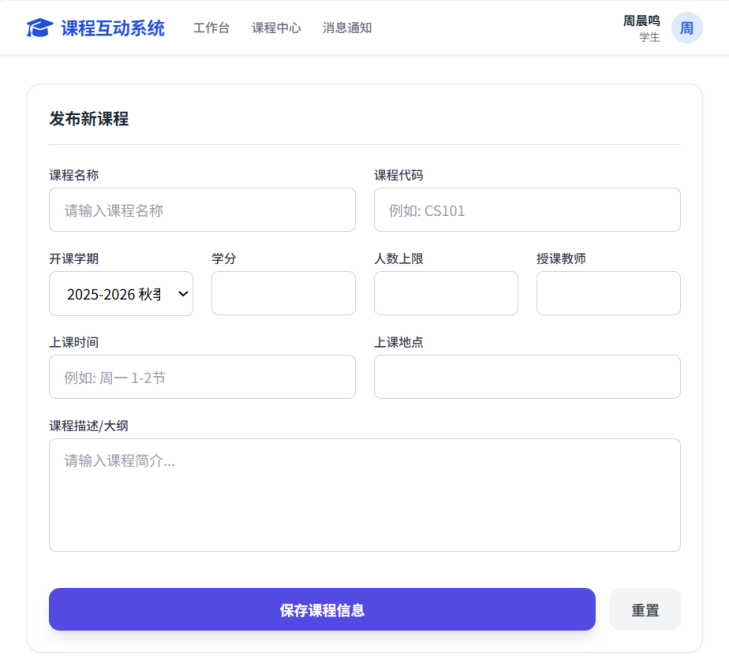 课程互动系统 工作台 课程中心 消息通知 周晨鸣 周
学生
发布新课程
课程名称 课程代码
请输入课程名称 例如: CS101
开课学期 学分 人数上限 授课教师
2025-2026 秋
上课时间 上课地点
例如: 周一 1-2节
课程描述/大纲
请输入课程简介...
保存课程信息 重置